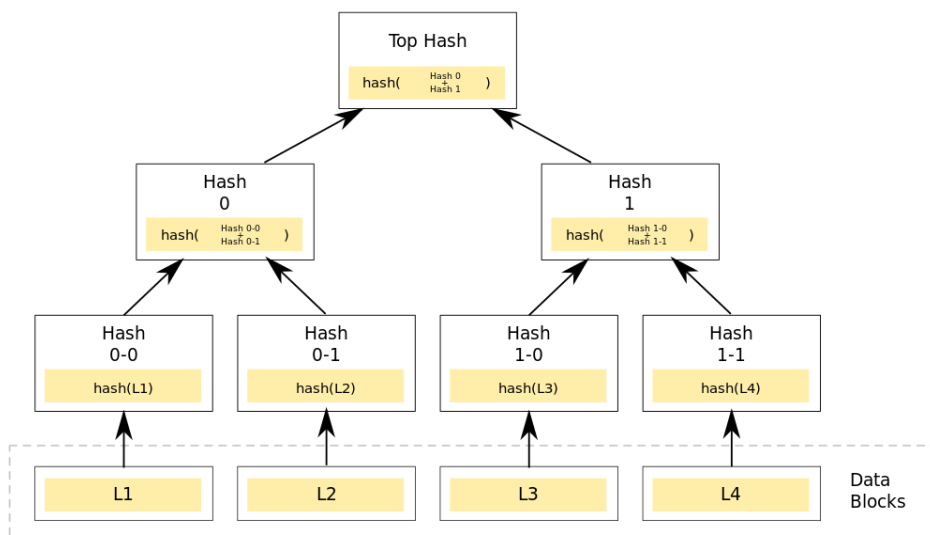 Top Hash
hash( Hash 0 + Hash 1 )
Hash
0
hash( Hash 0-0 + Hash 0-1 )
Hash
1
hash( Hash 1-0 + Hash 1-1 )
Hash
0-0
hash(L1)
Hash
0-1
hash(L2)
Hash
1-0
hash(L3)
Hash
1-1
hash(L4)
L1
L2
L3
L4
Data
Blocks